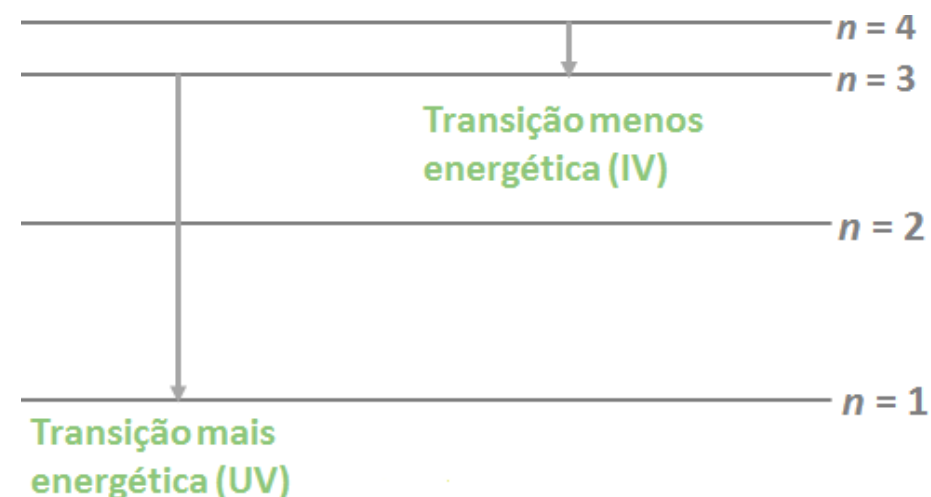 n = 4
n = 3
Transição menos
energética (IV)
n = 2
n = 1
Transição mais
energética (UV)